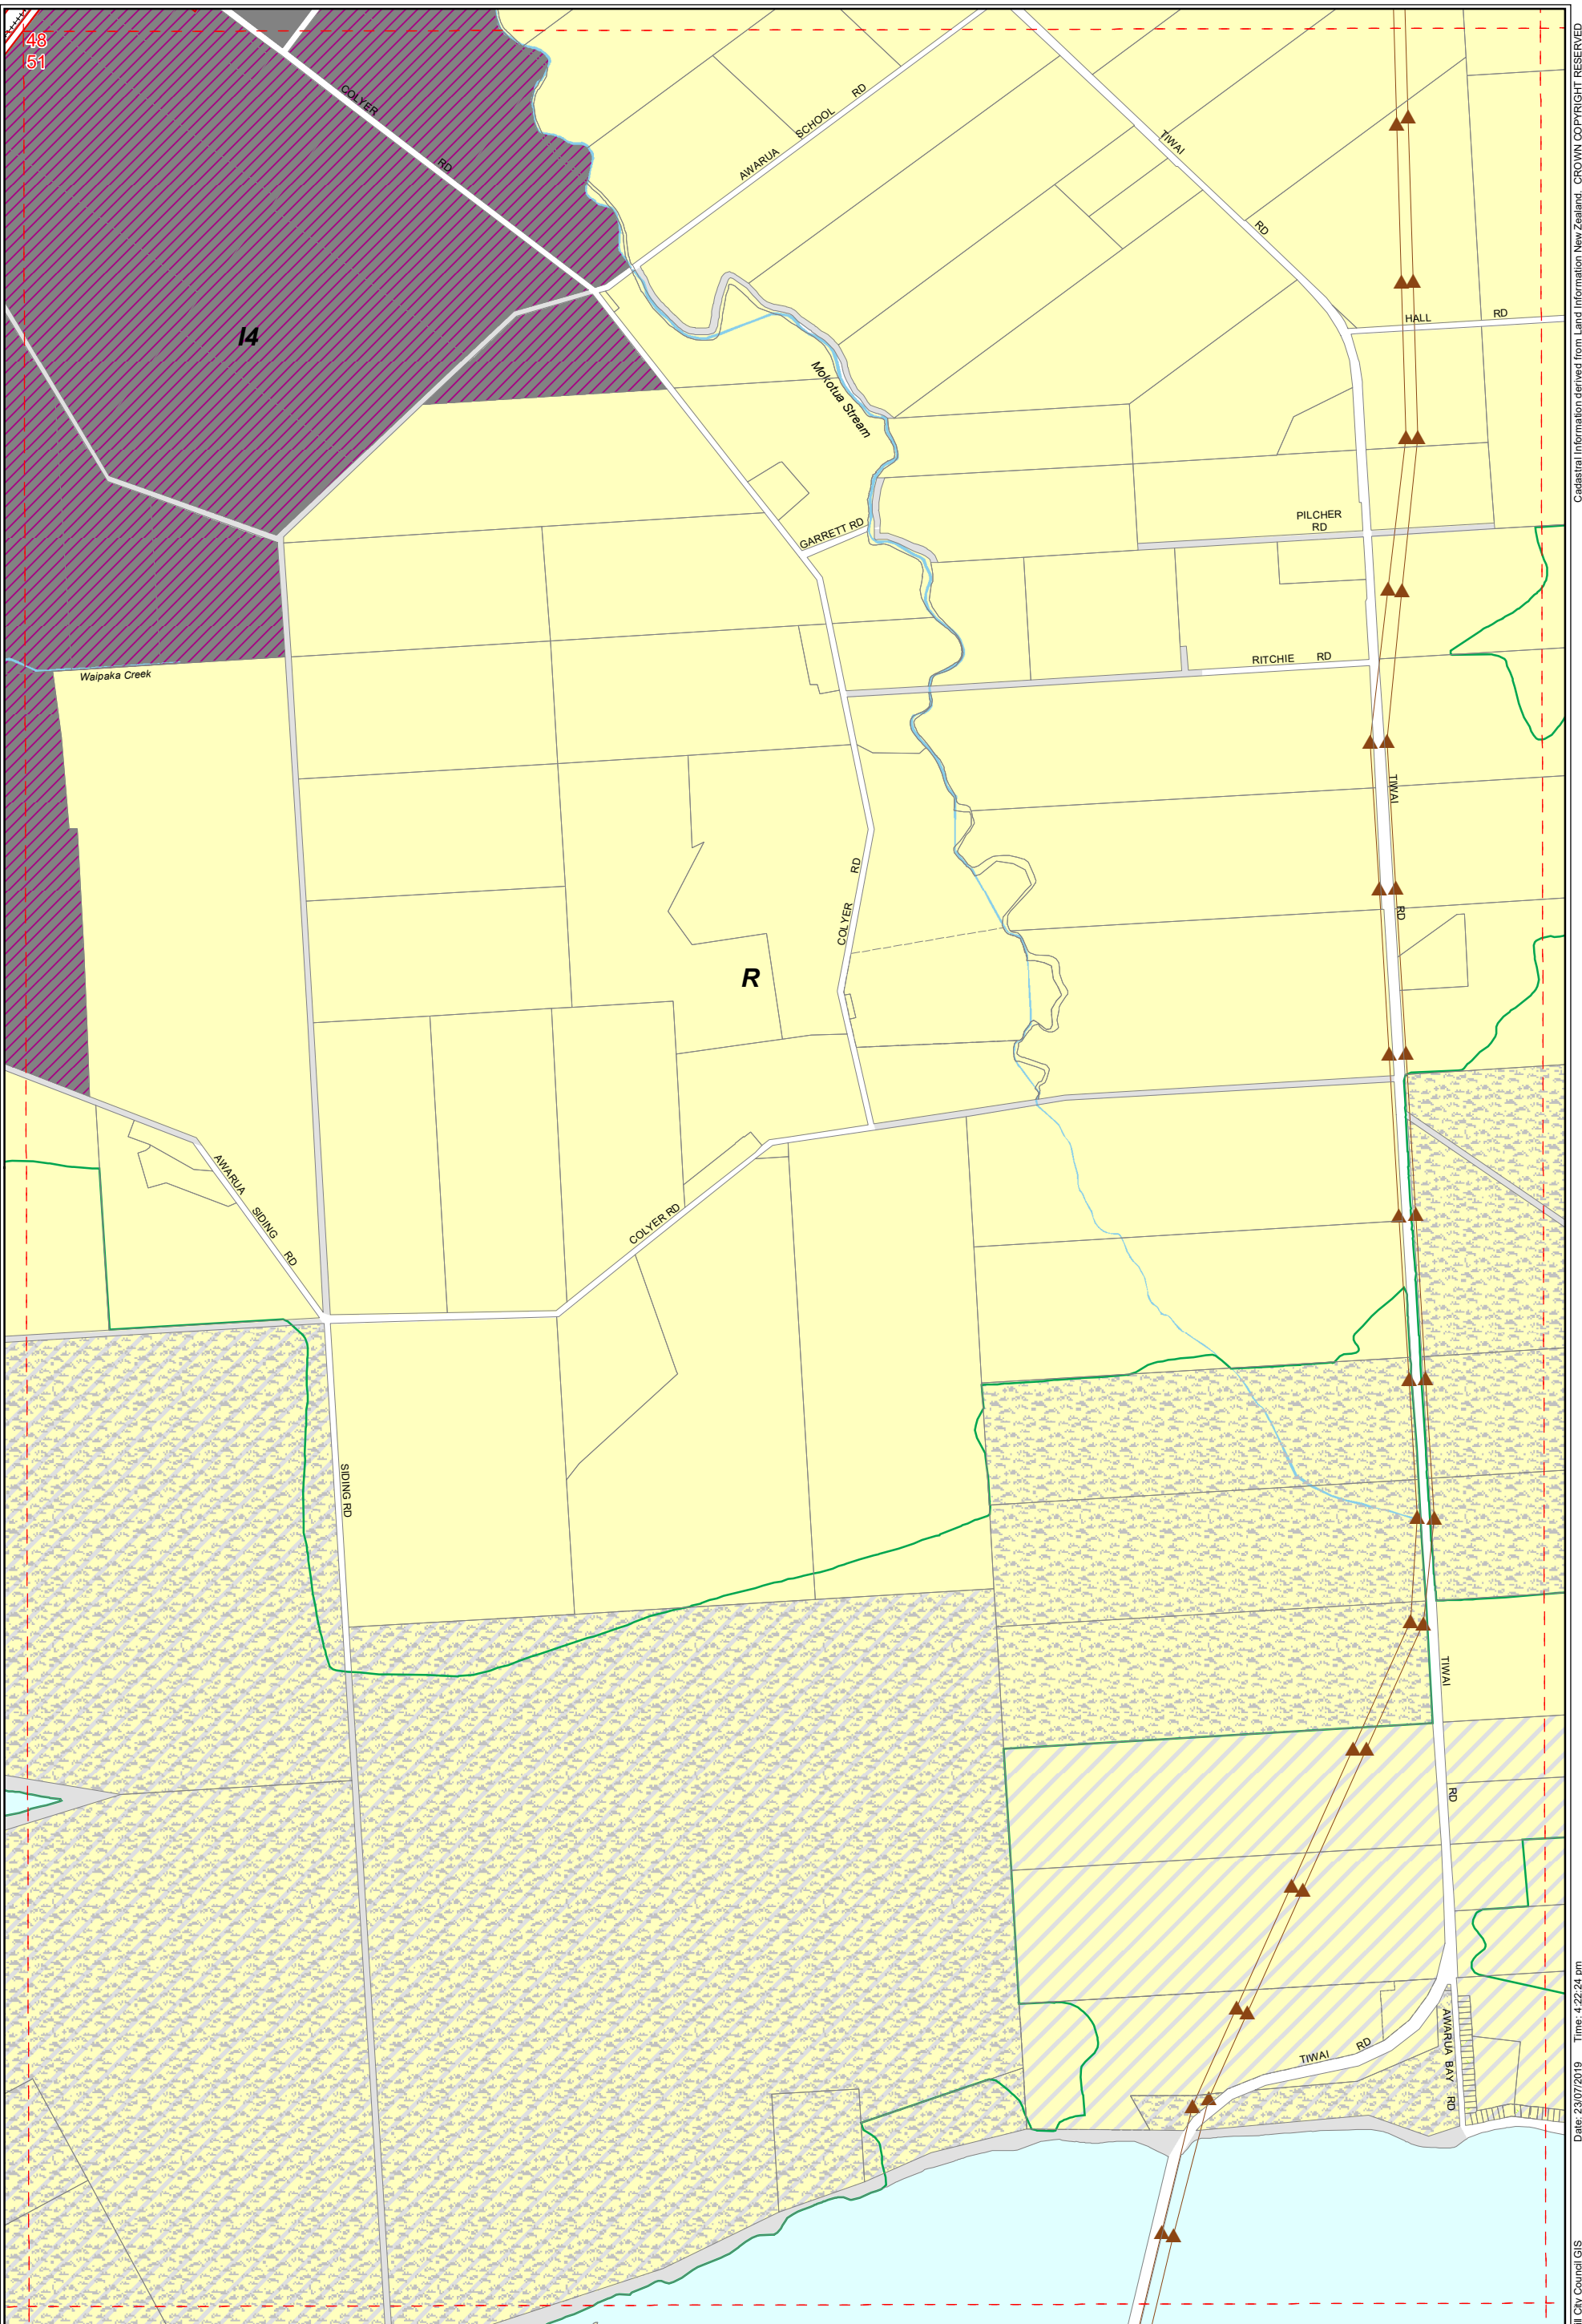 48
51
COLYER
RD
AWARUA SCHOOL RD
TIWAI
RD
HALL RD
I4
Mokotua Stream
GARRETT RD
PILCHER
RD
RITCHIE RD
Waipaka Creek
TIWAI
RD
COLYER RD
R
AWARUA SIDING RD
COLYER RD
SIDING RD
TIWAI
RD
TIWAI RD
AWARUA BAY RD
Cadastral Information derived from Land Information New Zealand. CROWN COPYRIGHT RESERVED
Date: 23/07/2019 Time: 4:22:24 pm
City Council GIS